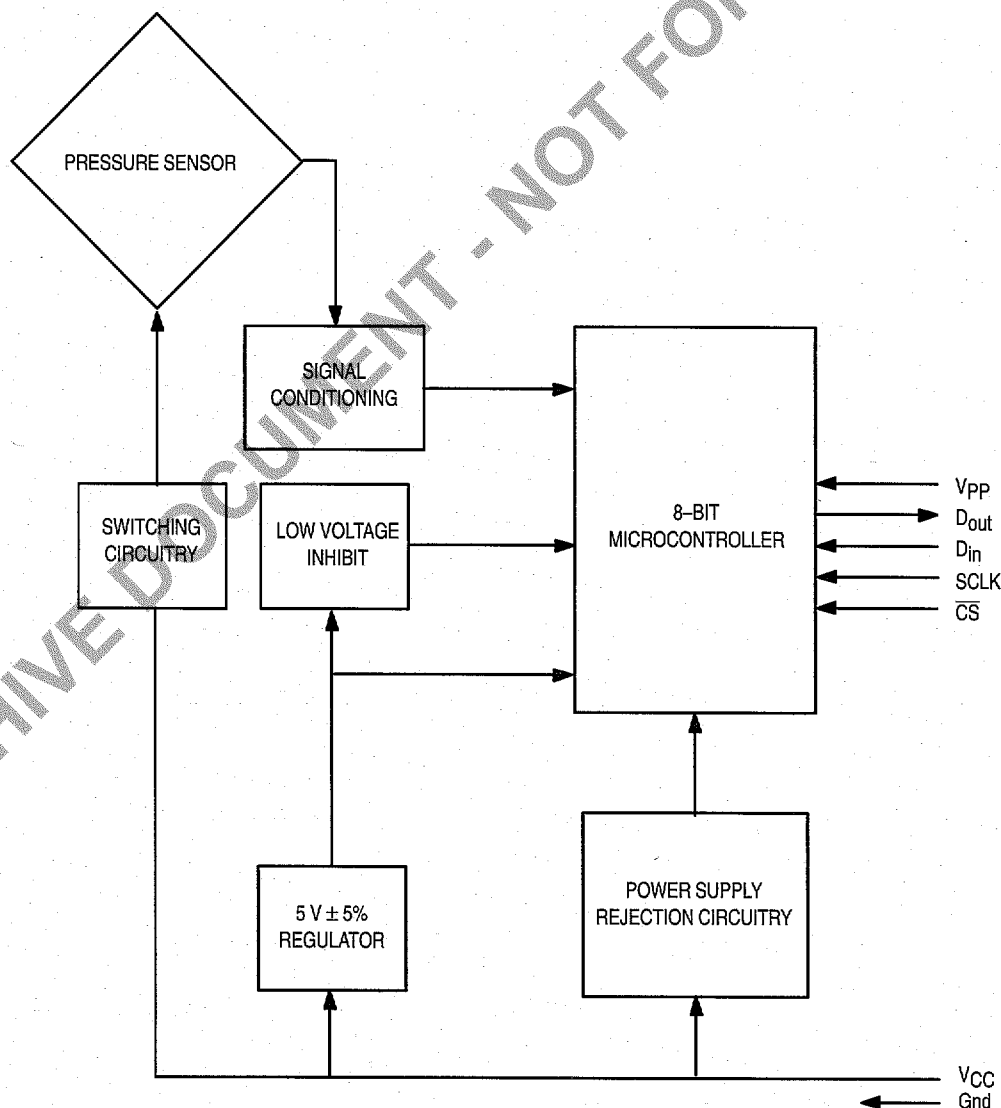 HIVE DOCUMENT - NOT FOR
PRESSURE SENSOR
SIGNAL
CONDITIONING
SWITCHING
CIRCUITRY
LOW VOLTAGE
INHIBIT
8–BIT
MICROCONTROLLER
VPP
Dout
Din
SCLK
CS
5 V ± 5%
REGULATOR
POWER SUPPLY
REJECTION CIRCUITRY
VCC
Gnd